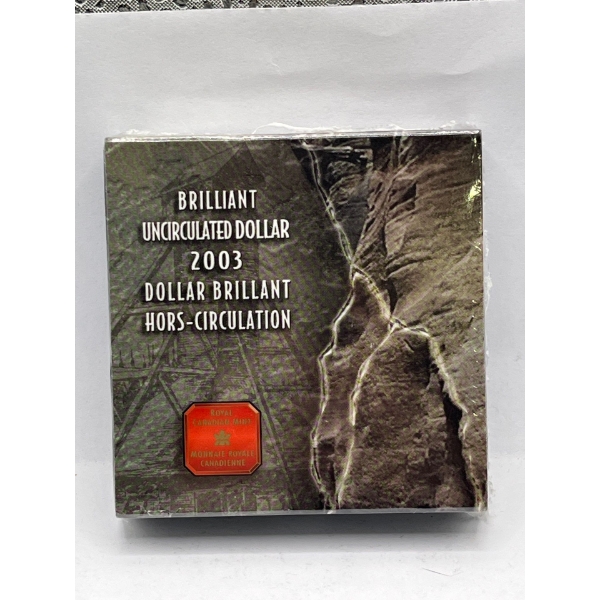 BRILLIANT
UNCIRCULATED DOLLAR
2003
DOLLAR BRILLANT
HORS-CIRCULATION
ROYAL
CANADIAN MINT
MONNAIE ROYALE
CANADIENNE